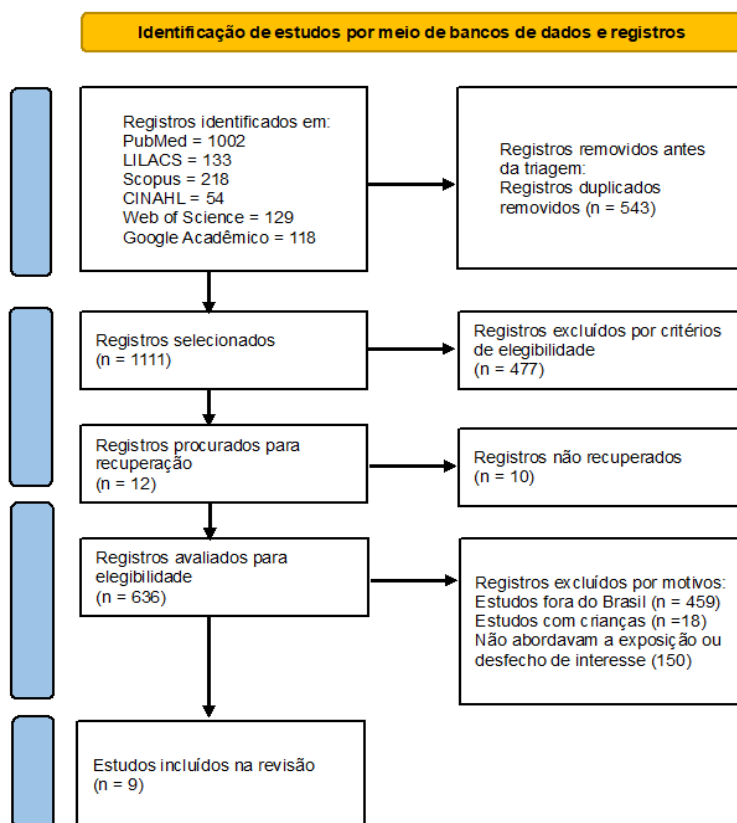 Identificação de estudos por meio de bancos de dados e registros
Registros identificados em:
PubMed = 1002
LILACS = 133
Scopus = 218
CINAHL = 54
Web of Science = 129
Google Acadêmico = 118
Registros removidos antes
da triagem:
Registros duplicados
removidos (n = 543)
Registros selecionados
(n = 1111)
Registros excluídos por critérios
de elegibilidade
(n = 477)
Registros procurados para
recuperação
(n = 12)
Registros não recuperados
(n = 10)
Registros avaliados para
elegibilidade
(n = 636)
Registros excluídos por motivos:
Estudos fora do Brasil (n = 459)
Estudos com crianças (n =18)
Não abordavam a exposição ou
desfecho de interesse (150)
Estudos incluídos na revisão
(n = 9)